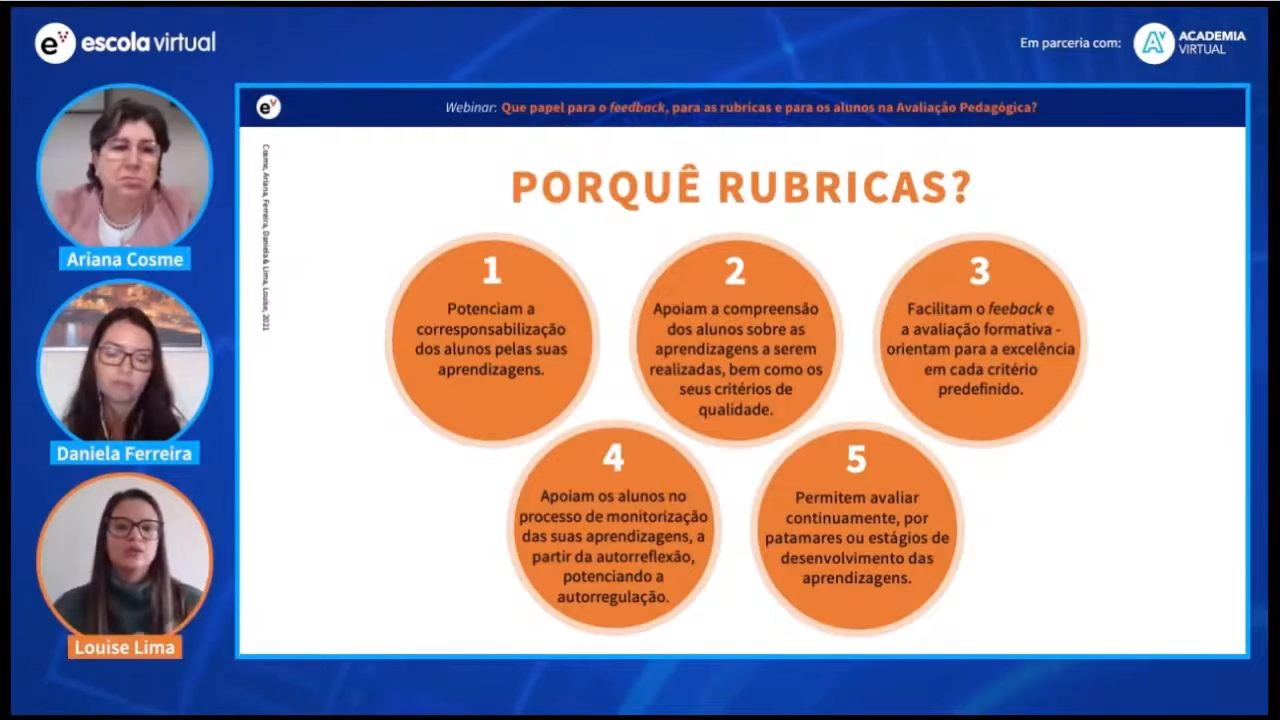 escola virtual
Em parceria com:
ACADEMIA
VIRTUAL
Webinar: Que papel para o feedback, para as rubricas e para os alunos na Avaliação Pedagógica?
Cosme, Ariana, Ferreira, Daniela & Lima, Louise, 2021
PORQUÊ RUBRICAS?
1
Potenciam a
corresponsabilização
dos alunos pelas suas
aprendizagens.
2
Apoiam a compreensão
dos alunos sobre as
aprendizagens a serem
realizadas, bem como os
seus critérios de
qualidade.
3
Facilitam o feeback e
a avaliação formativa -
orientam para a excelência
em cada critério
predefinido.
4
Apoiam os alunos no
processo de monitorização
das suas aprendizagens, a
partir da autorreflexão,
potenciando a
autorregulação.
5
Permitem avaliar
continuamente, por
patamares ou estágios de
desenvolvimento das
aprendizagens.
Ariana Cosme
Daniela Ferreira
Louise Lima